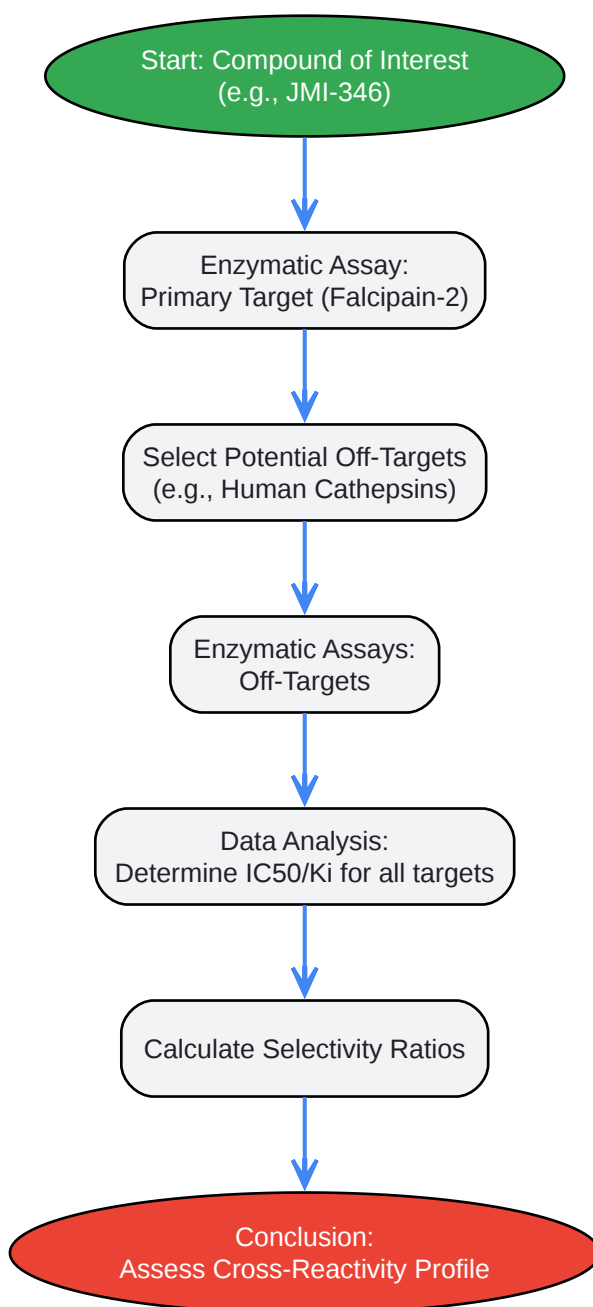 Start: Compound of Interest
(e.g., JMI-346)
Enzymatic Assay:
Primary Target (Falcipain-2)
Select Potential Off-Targets
(e.g., Human Cathepsins)
Enzymatic Assays:
Off-Targets
Data Analysis:
Determine IC50/Ki for all targets
Calculate Selectivity Ratios
Conclusion:
Assess Cross-Reactivity Profile